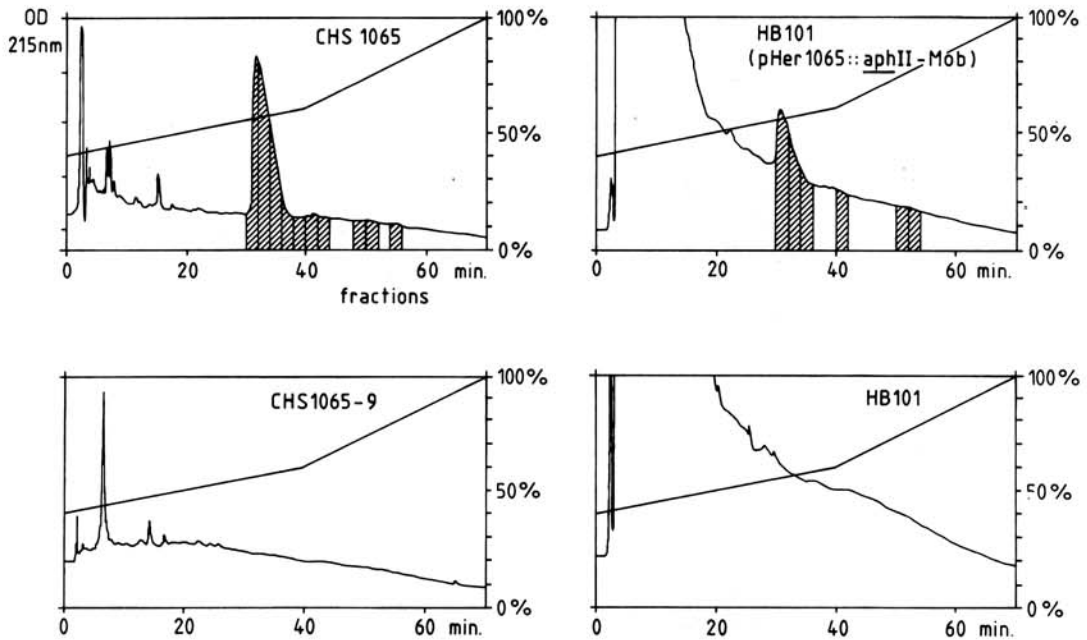 OD
215nm
CHS 1065
100%
50%
0%
0 20 40 60 min.
fractions
HB101
(pHer1065::aphII-Mob)
100%
50%
0%
0 20 40 60 min.
CHS1065-9
100%
50%
0%
0 20 40 60 min.
HB101
100%
50%
0%
0 20 40 60 min.